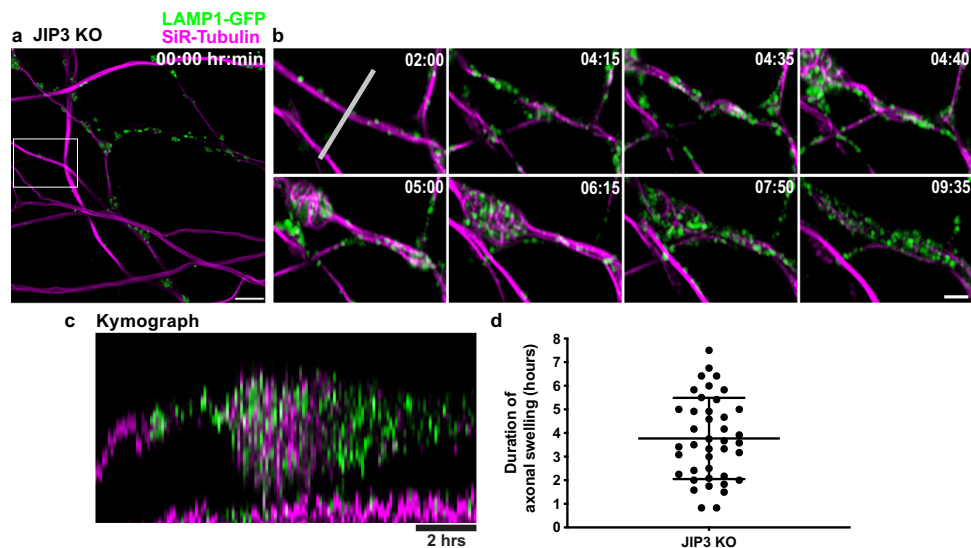 a JIP3 KO
LAMP1-GFP
SiR-Tubulin
00:00 hr:min
b
02:00
04:15
04:35
04:40
05:00
06:15
07:50
09:35
c Kymograph
2 hrs
d
Duration of
axonal swelling (hours)
8
7
6
5
4
3
2
1
0
JIP3 KO